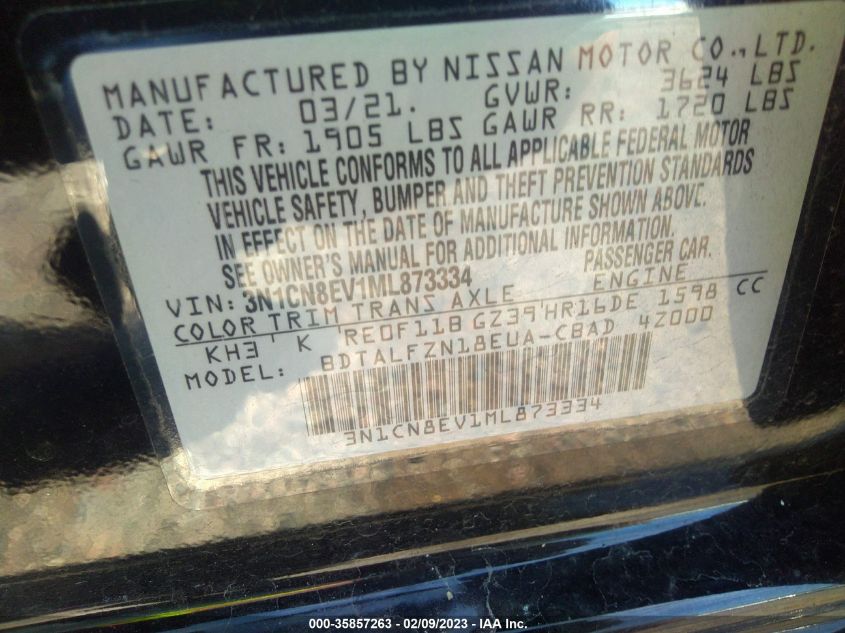 MANUFACTURED BY NISSAN MOTOR CO., LTD.
DATE: 03/21. GVWR: 3624 LBS
GAWR FR: 1905 LBS GAWR RR: 1720 LBS
THIS VEHICLE CONFORMS TO ALL APPLICABLE FEDERAL MOTOR
VEHICLE SAFETY, BUMPER AND THEFT PREVENTION STANDARDS
IN EFFECT ON THE DATE OF MANUFACTURE SHOWN ABOVE.
SEE OWNER'S MANUAL FOR ADDITIONAL INFORMATION.
VIN: 3N1CN8EV1ML873334 PASSENGER CAR.
COLOR TRIM TRANS AXLE ENGINE
KH3 K RE0F11B GZ39 HR16DE 1598 CC
MODEL: BDTALFZN18EUA-CBAD 4Z000
3N1CN8EV1ML873334
000-35857263 - 02/09/2023 - IAA Inc.